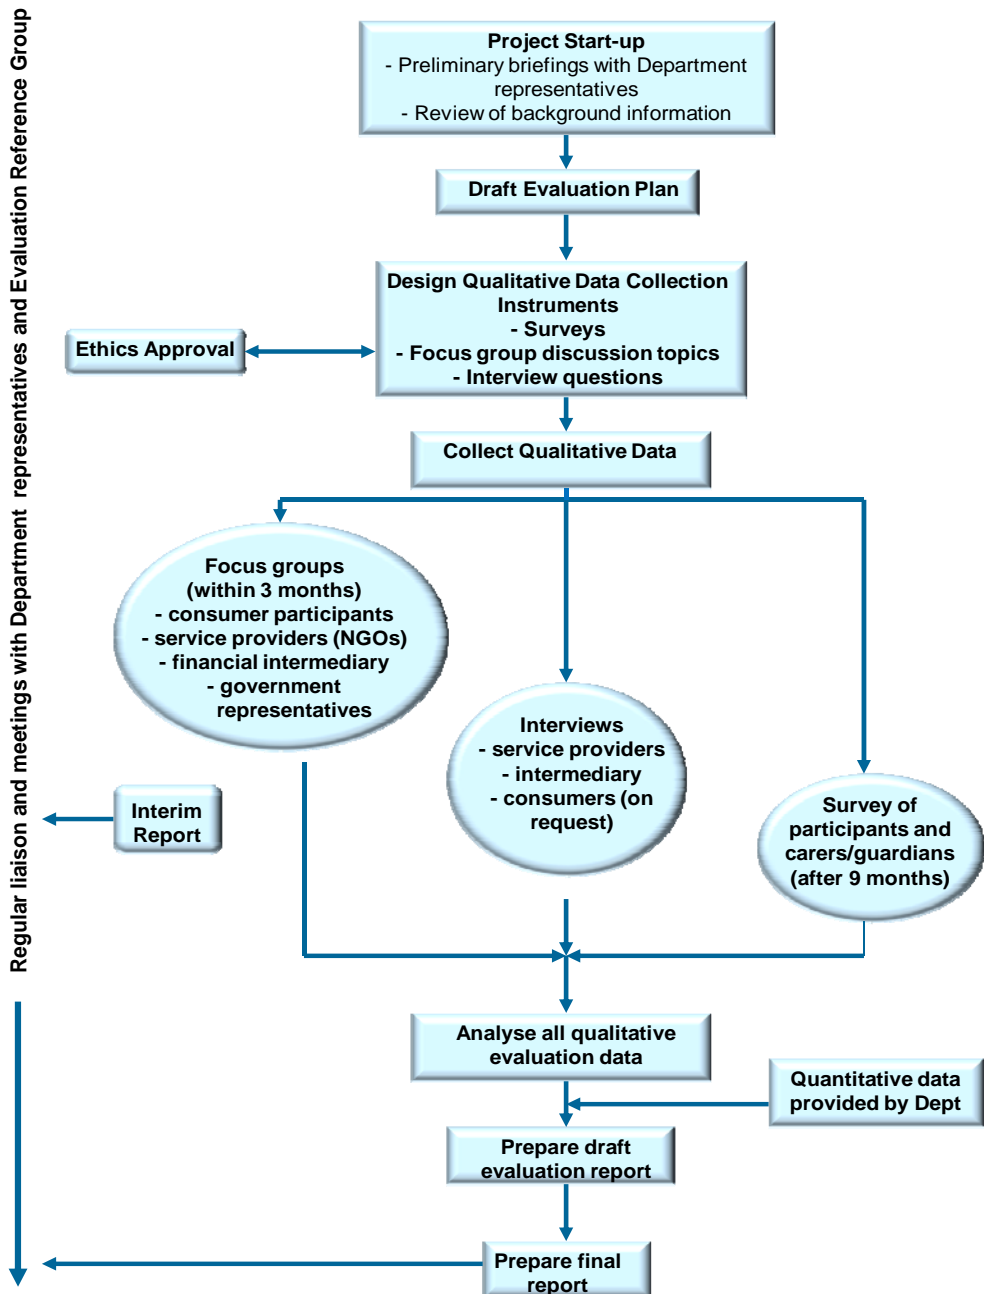 Regular liaison and meetings with Department representatives and Evaluation Reference Group
Project Start-up
- Preliminary briefings with Department
representatives
- Review of background information
Draft Evaluation Plan
Design Qualitative Data Collection
Instruments
- Surveys
- Focus group discussion topics
- Interview questions
Ethics Approval
Collect Qualitative Data
Focus groups
(within 3 months)
- consumer participants
- service providers (NGOs)
- financial intermediary
- government
representatives
Interviews
- service providers
- intermediary
- consumers (on
request)
Survey of
participants and
carers/guardians
(after 9 months)
Interim
Report
Analyse all qualitative
evaluation data
Quantitative data
provided by Dept
Prepare draft
evaluation report
Prepare final
report